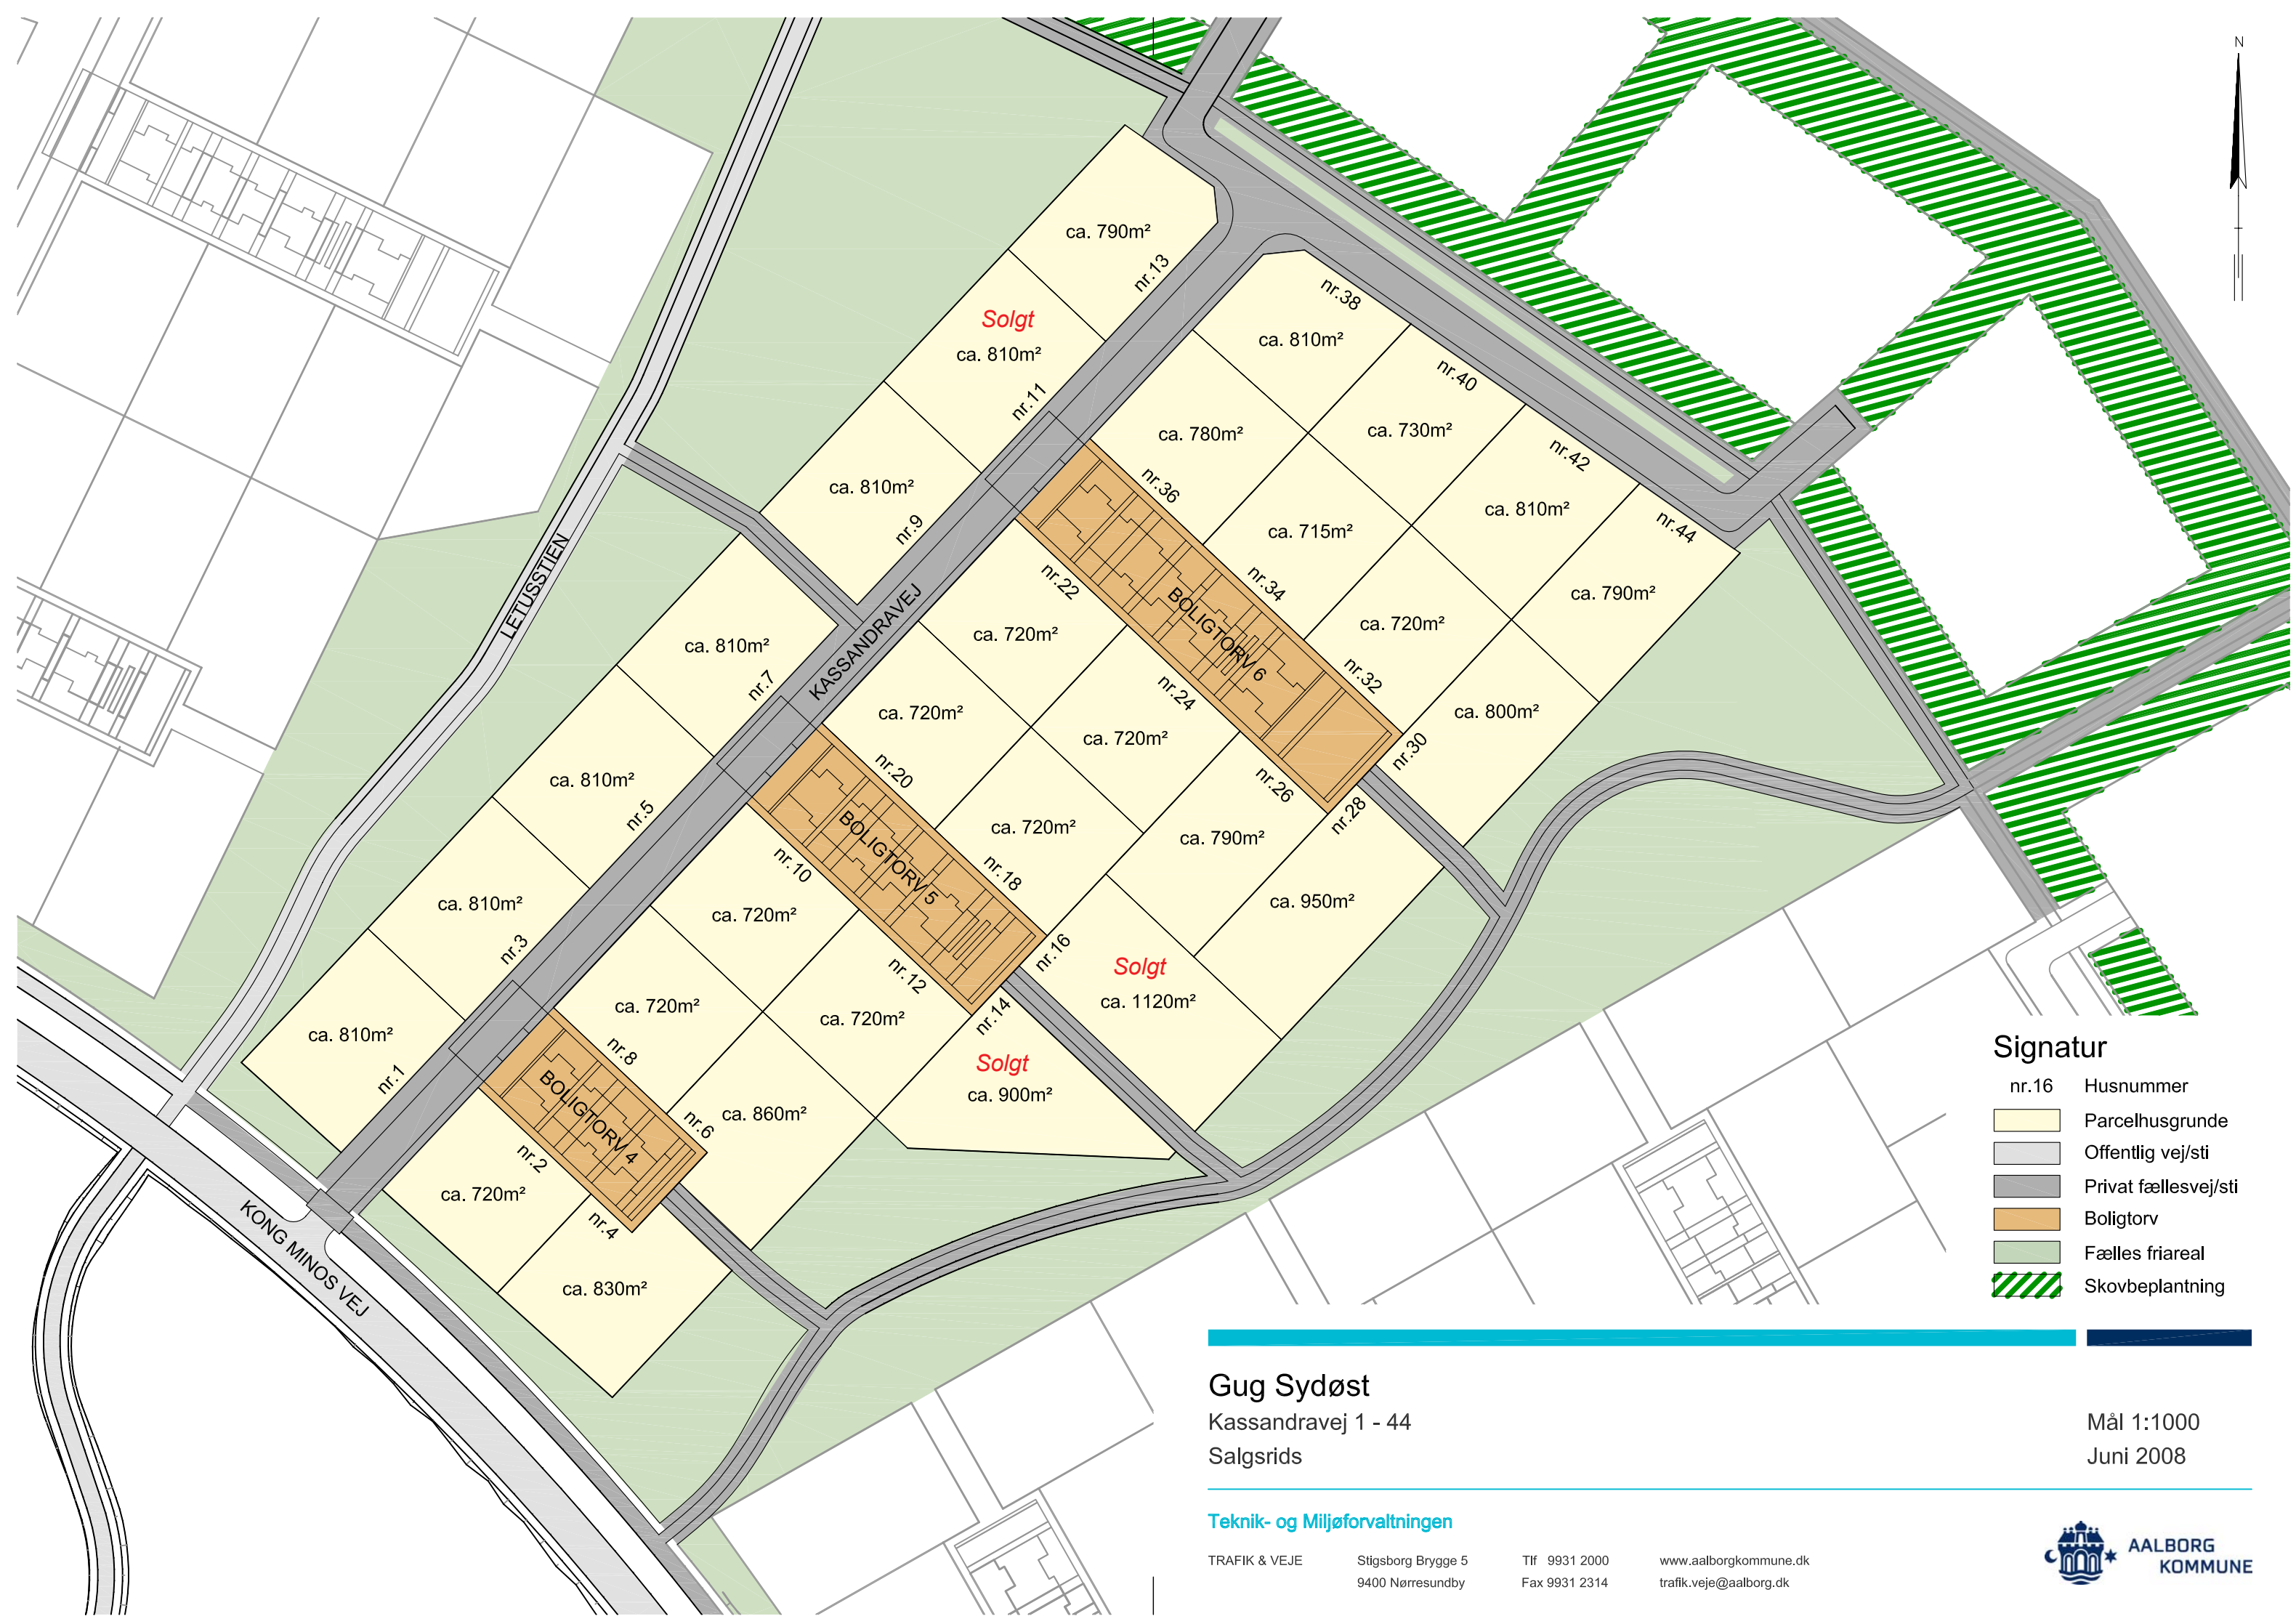 N
ca. 790m²
nr.13
Solgt
ca. 810m²
nr.11
ca. 810m²
nr.9
ca. 810m²
nr.7
ca. 810m²
nr.5
ca. 810m²
nr.3
ca. 810m²
nr.1
nr.38
ca. 810m²
nr.40
ca. 730m²
nr.42
ca. 810m²
nr.44
ca. 790m²
ca. 780m²
nr.36
ca. 715m²
nr.34
ca. 720m²
nr.32
ca. 800m²
nr.30
BOLIGTORV 6
nr.22
ca. 720m²
nr.24
ca. 720m²
nr.26
ca. 790m²
nr.28
ca. 950m²
LETUSSTIEN
KASSANDRAVEJ
ca. 720m²
nr.20
ca. 720m²
nr.18
BOLIGTORV 5
nr.16
Solgt
ca. 1120m²
nr.10
ca. 720m²
nr.12
ca. 720m²
nr.14
Solgt
ca. 900m²
ca. 720m²
nr.8
nr.6
ca. 860m²
BOLIGTORV 4
nr.2
ca. 720m²
nr.4
ca. 830m²
KONG MINOS VEJ
Signatur
nr.16 Husnummer
Parcelhusgrunde
Offentlig vej/sti
Privat fællesvej/sti
Boligtorv
Fælles friareal
Skovbeplantning
Gug Sydøst
Kassandravej 1 - 44
Mål 1:1000
Salgsrids
Juni 2008
Teknik- og Miljøforvaltningen
TRAFIK & VEJE Stigsborg Brygge 5 Tlf 9931 2000 www.aalborgkommune.dk
9400 Nørresundby Fax 9931 2314 trafik.veje@aalborg.dk
AALBORG
KOMMUNE